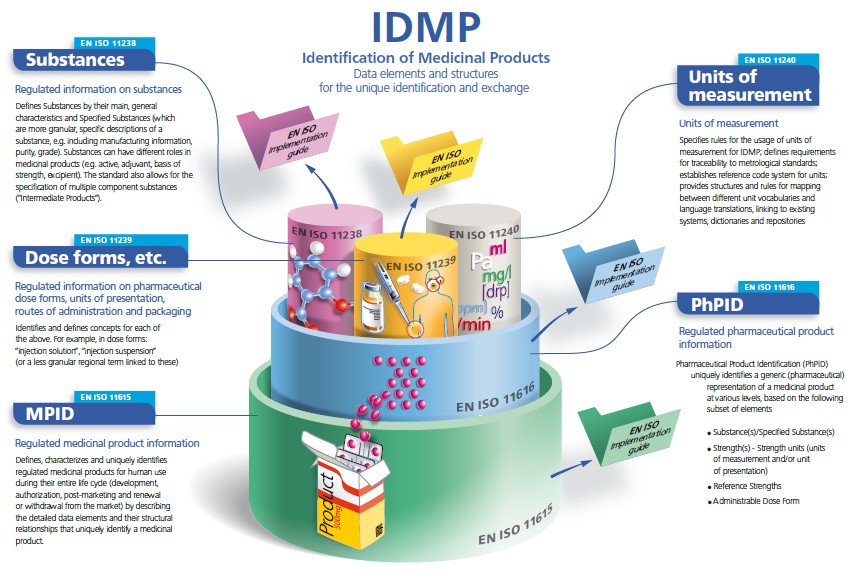 IDMP
Identification of Medicinal Products
Data elements and structures
for the unique identification and exchange
EN ISO 11238
Substances
Regulated information on substances
Defines Substances by their main, general
characteristics and Specified Substances (which
are more granular, specific descriptions of a
substance, e.g. including manufacturing information,
purity, grade). Substances can have different roles in
medicinal products (e.g. active, adjuvant, basis of
strength, excipient). The standard also allows for the
specification of multiple component substances
("Intermediate Products").
EN ISO 11239
Dose forms, etc.
Regulated information on pharmaceutical
dose forms, units of presentation,
routes of administration and packaging
Identifies and defines concepts for each of
the above. For example, in dose forms:
"injection solution", "injection suspension"
(or a less granular regional term linked to these)
EN ISO 11615
MPID
Regulated medicinal product information
Defines, characterizes and uniquely identifies
regulated medicinal products for human use
during their entire life cycle (development,
authorization, post-marketing and renewal
or withdrawal from the market) by describing
the detailed data elements and their structural
relationships that uniquely identify a medicinal
product.
EN ISO
Implementation
guide
EN ISO
Implementation
guide
EN ISO 11238
EN ISO 11239
EN ISO 11240
ml
Pa
mg/l
[drp]
[ppm]
%
/min
EN ISO 11616
EN ISO 11615
Product
500mg
EN ISO
Implementation
guide
EN ISO
Implementation
guide
EN ISO 11240
Units of
measurement
Units of measurement
Specifies rules for the usage of units of
measurement for IDMP; defines requirements
for traceability to metrological standards;
establishes reference code system for units;
provides structures and rules for mapping
between different unit vocabularies and
language translations, linking to existing
systems, dictionaries and repositories
EN ISO 11616
PhPID
Regulated pharmaceutical product
information
Pharmaceutical Product Identification (PhPID)
uniquely identifies a generic (pharmaceutical)
representation of a medicinal product
at various levels, based on the following
subset of elements
• Substance(s)/Specified Substance(s)
• Strength(s) - Strength units (units
of measurement and/or unit
of presentation)
• Reference Strengths
• Administrable Dose Form